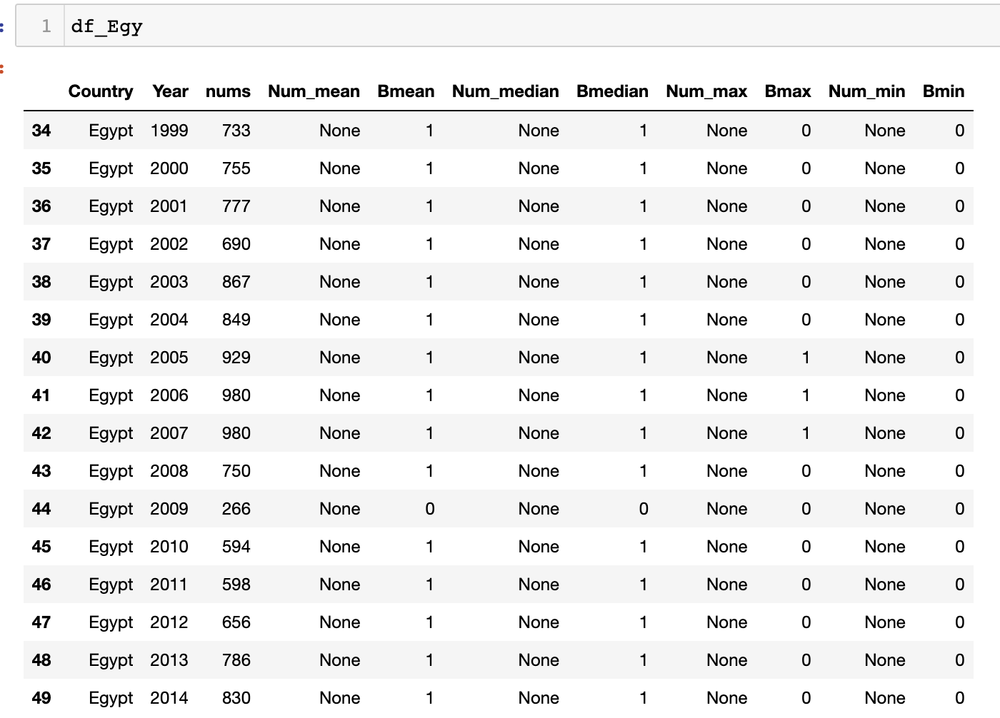 1 df_Egy
Country Year nums Num_mean Bmean Num_median Bmedian Num_max Bmax Num_min Bmin
34 Egypt 1999 733 None 1 None 1 None 0 None 0
35 Egypt 2000 755 None 1 None 1 None 0 None 0
36 Egypt 2001 777 None 1 None 1 None 0 None 0
37 Egypt 2002 690 None 1 None 1 None 0 None 0
38 Egypt 2003 867 None 1 None 1 None 0 None 0
39 Egypt 2004 849 None 1 None 1 None 0 None 0
40 Egypt 2005 929 None 1 None 1 None 1 None 0
41 Egypt 2006 980 None 1 None 1 None 1 None 0
42 Egypt 2007 980 None 1 None 1 None 1 None 0
43 Egypt 2008 750 None 1 None 1 None 0 None 0
44 Egypt 2009 266 None 0 None 0 None 0 None 0
45 Egypt 2010 594 None 1 None 1 None 0 None 0
46 Egypt 2011 598 None 1 None 1 None 0 None 0
47 Egypt 2012 656 None 1 None 1 None 0 None 0
48 Egypt 2013 786 None 1 None 1 None 0 None 0
49 Egypt 2014 830 None 1 None 1 None 0 None 0